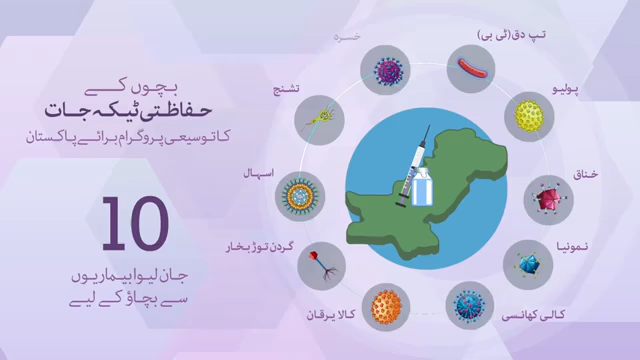 بچوں کے
حفاظتی ٹیکہ جات
کا توسیعی پروگرام برائے پاکستان
10
جان لیوا بیماریوں
سے بچاؤ کے لیے
تپ دق(ٹی بی)
پولیو
خناق
نمونیا
کالی کھانسی
کالا یرقان
گردن توڑ بخار
اسہال
تشنج
خسرہ